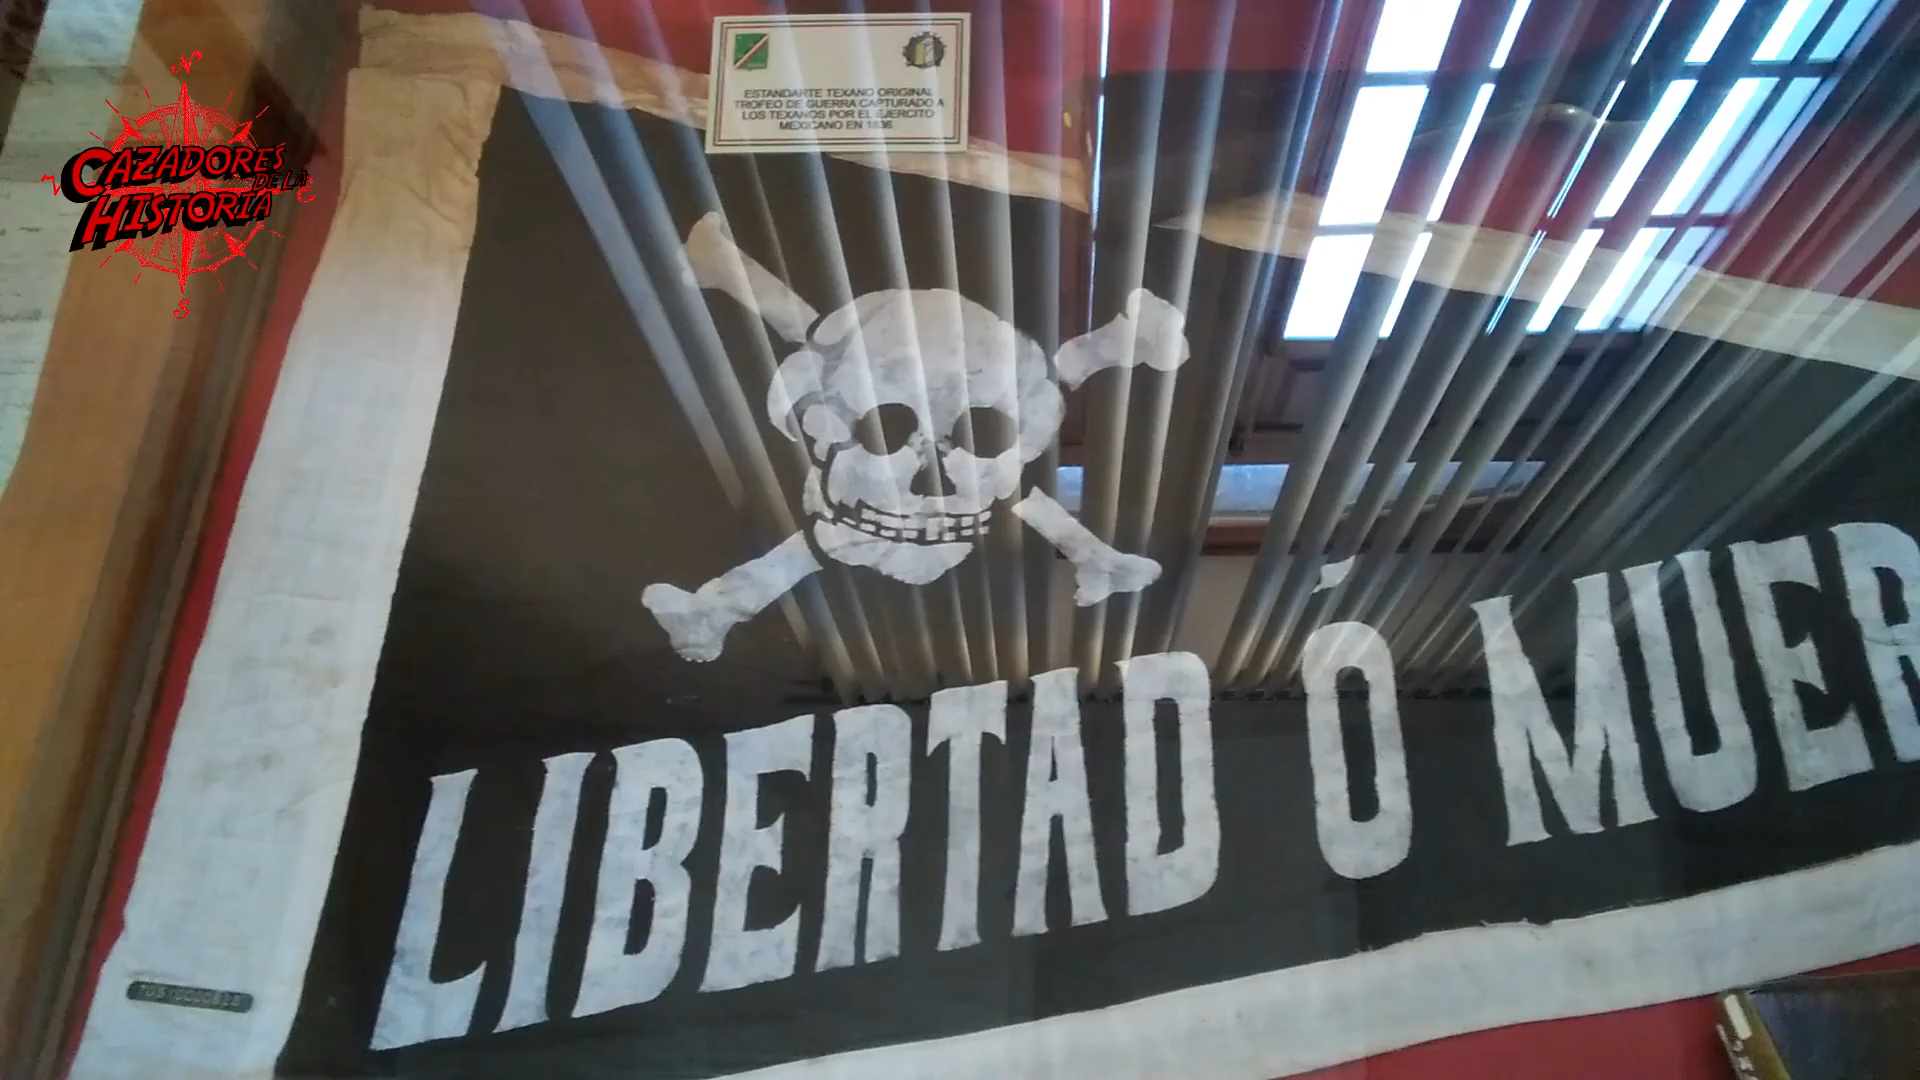 CAZADORES
DE LA
HISTORIA
ESTANDARTE TEXANO ORIGINAL
TROFEO DE GUERRA CAPTURADO A
LOS TEXANOS POR EL EJERCITO
MEXICANO EN 1836
LIBERTAD Ó MUER